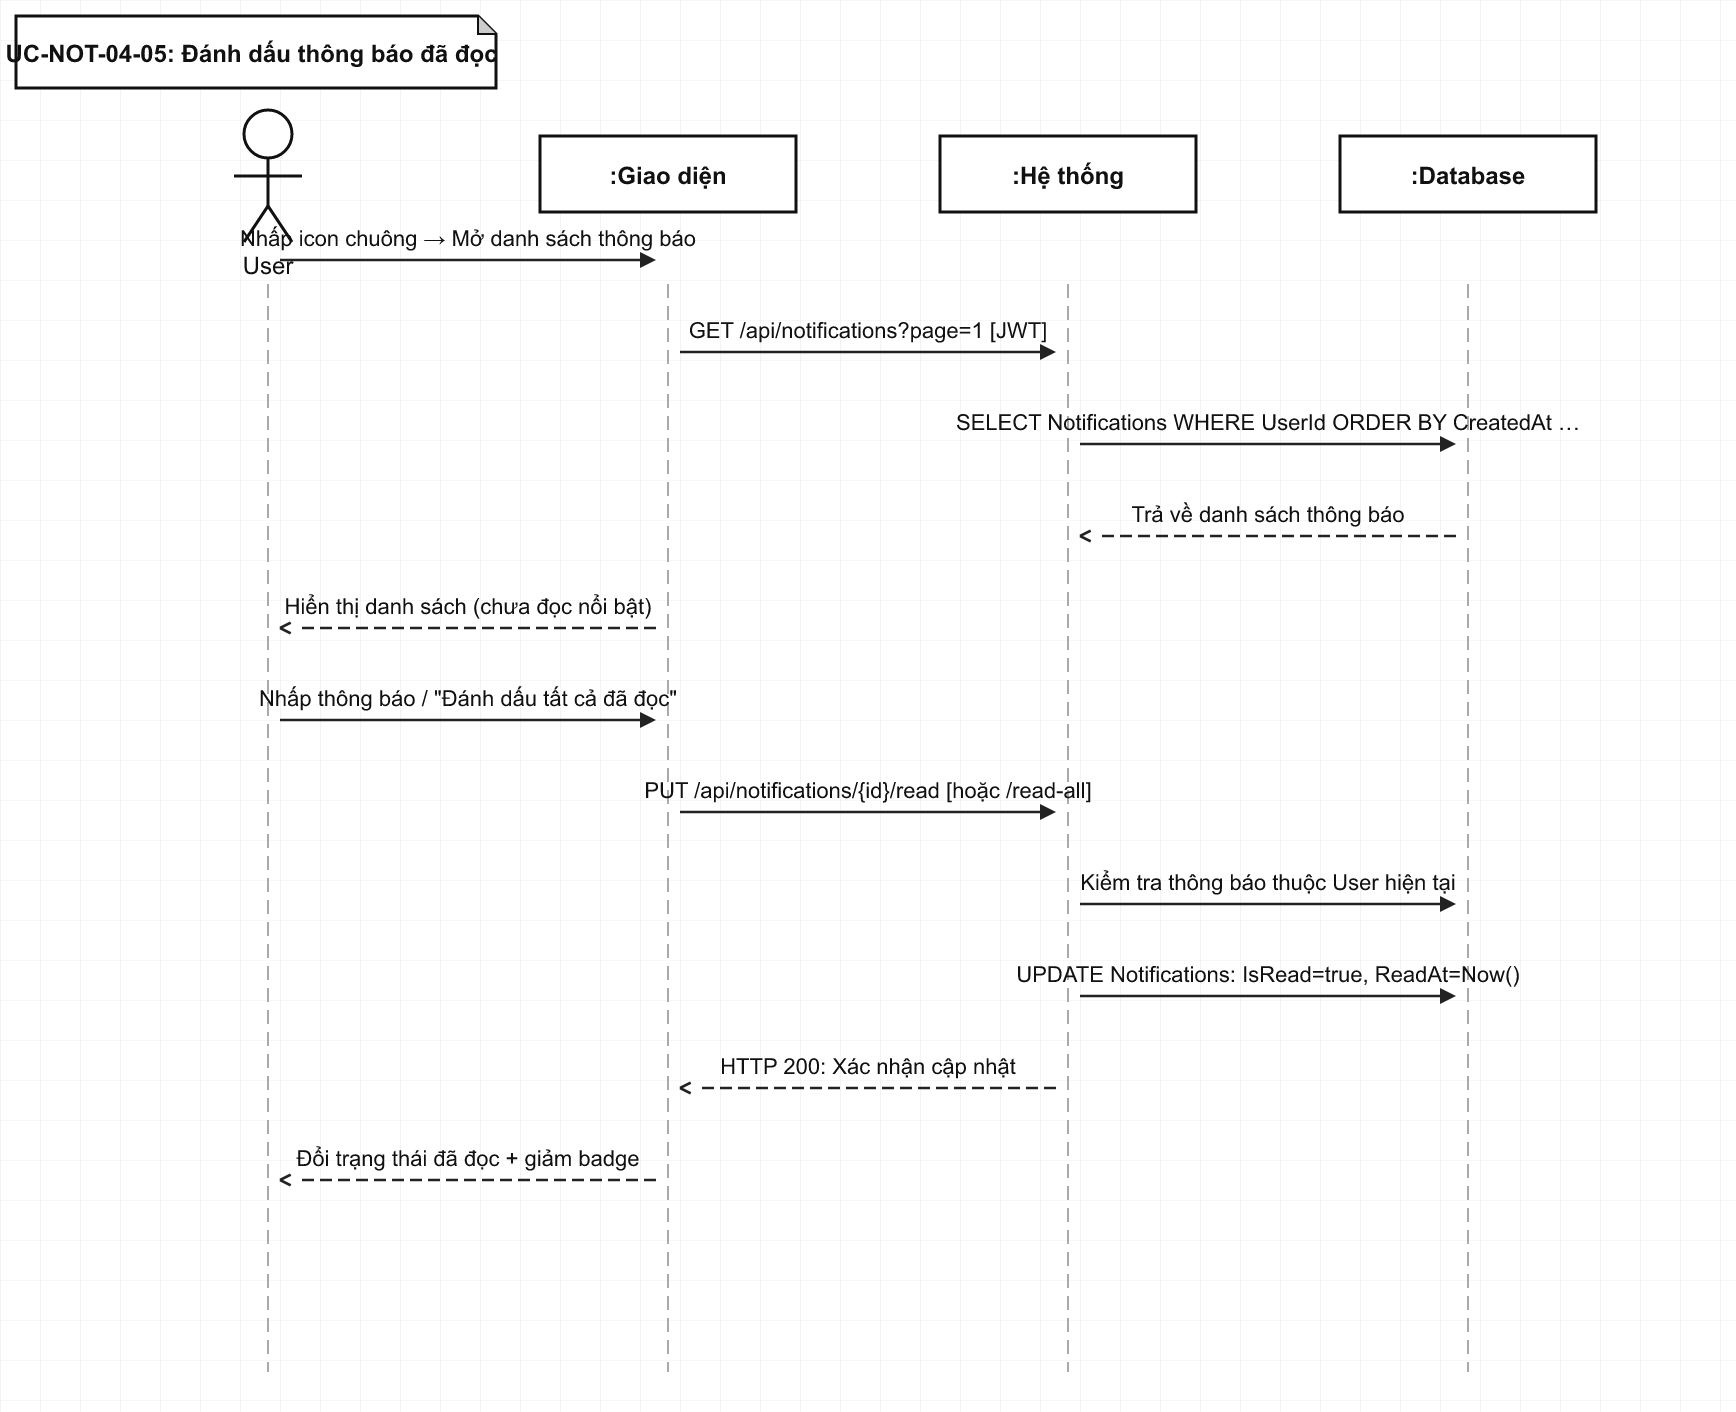 UC-NOT-04-05: Đánh dấu thông báo đã đọc
:Giao diện
:Hệ thống
:Database
Nhấp icon chuông → Mở danh sách thông báo
User
GET /api/notifications?page=1 [JWT]
SELECT Notifications WHERE UserId ORDER BY CreatedAt …
Trả về danh sách thông báo
Hiển thị danh sách (chưa đọc nổi bật)
Nhấp thông báo / "Đánh dấu tất cả đã đọc"
PUT /api/notifications/{id}/read [hoặc /read-all]
Kiểm tra thông báo thuộc User hiện tại
UPDATE Notifications: IsRead=true, ReadAt=Now()
HTTP 200: Xác nhận cập nhật
Đổi trạng thái đã đọc + giảm badge